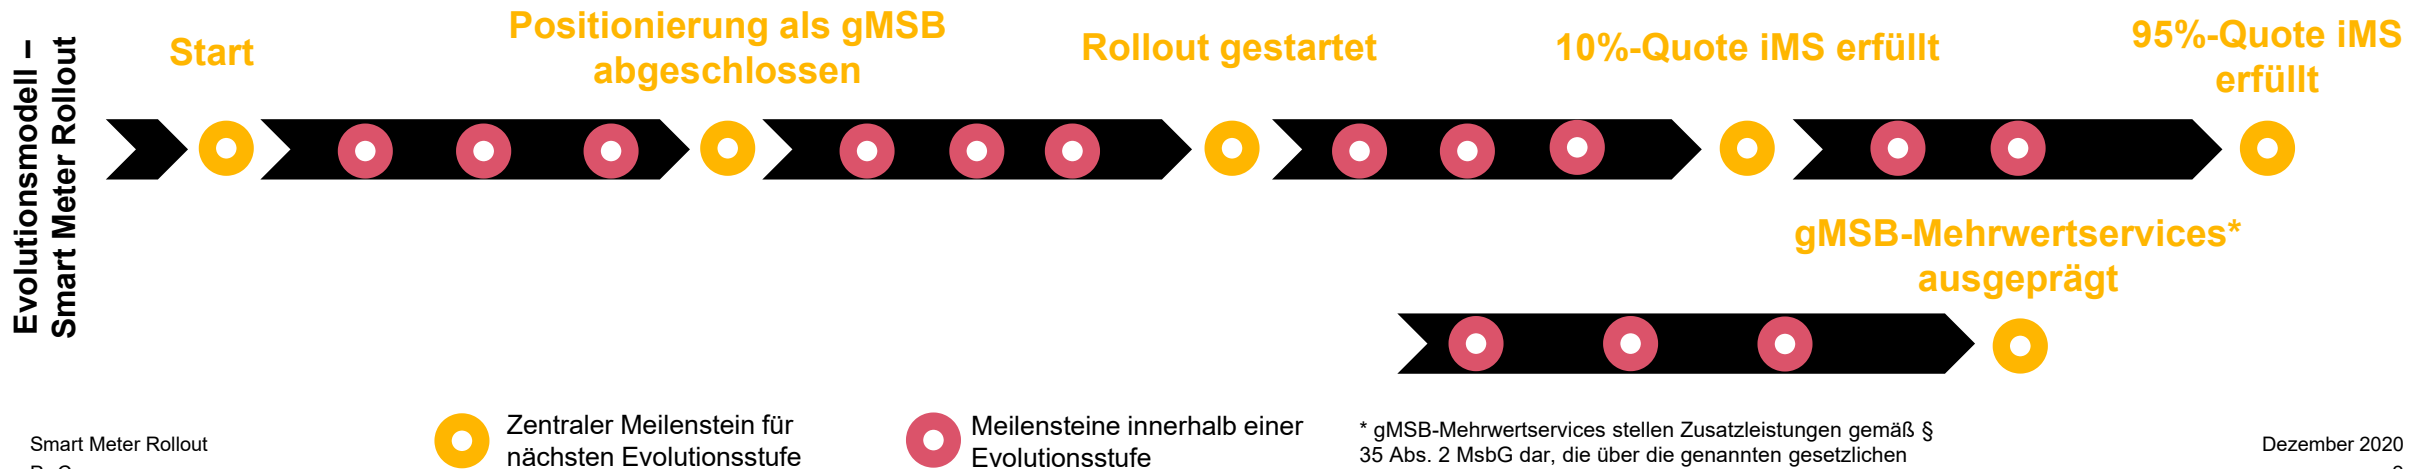 Evolutionsmodell –
Smart Meter Rollout
Start
Positionierung als gMSB
abgeschlossen
Rollout gestartet
10%-Quote iMS erfüllt
95%-Quote iMS
erfüllt
gMSB-Mehrwertservices*
ausgeprägt
Zentraler Meilenstein für
nächsten Evolutionsstufe
Meilensteine innerhalb einer
Evolutionsstufe
* gMSB-Mehrwertservices stellen Zusatzleistungen gemäß §
35 Abs. 2 MsbG dar, die über die genannten gesetzlichen
Smart Meter Rollout
Dezember 2020